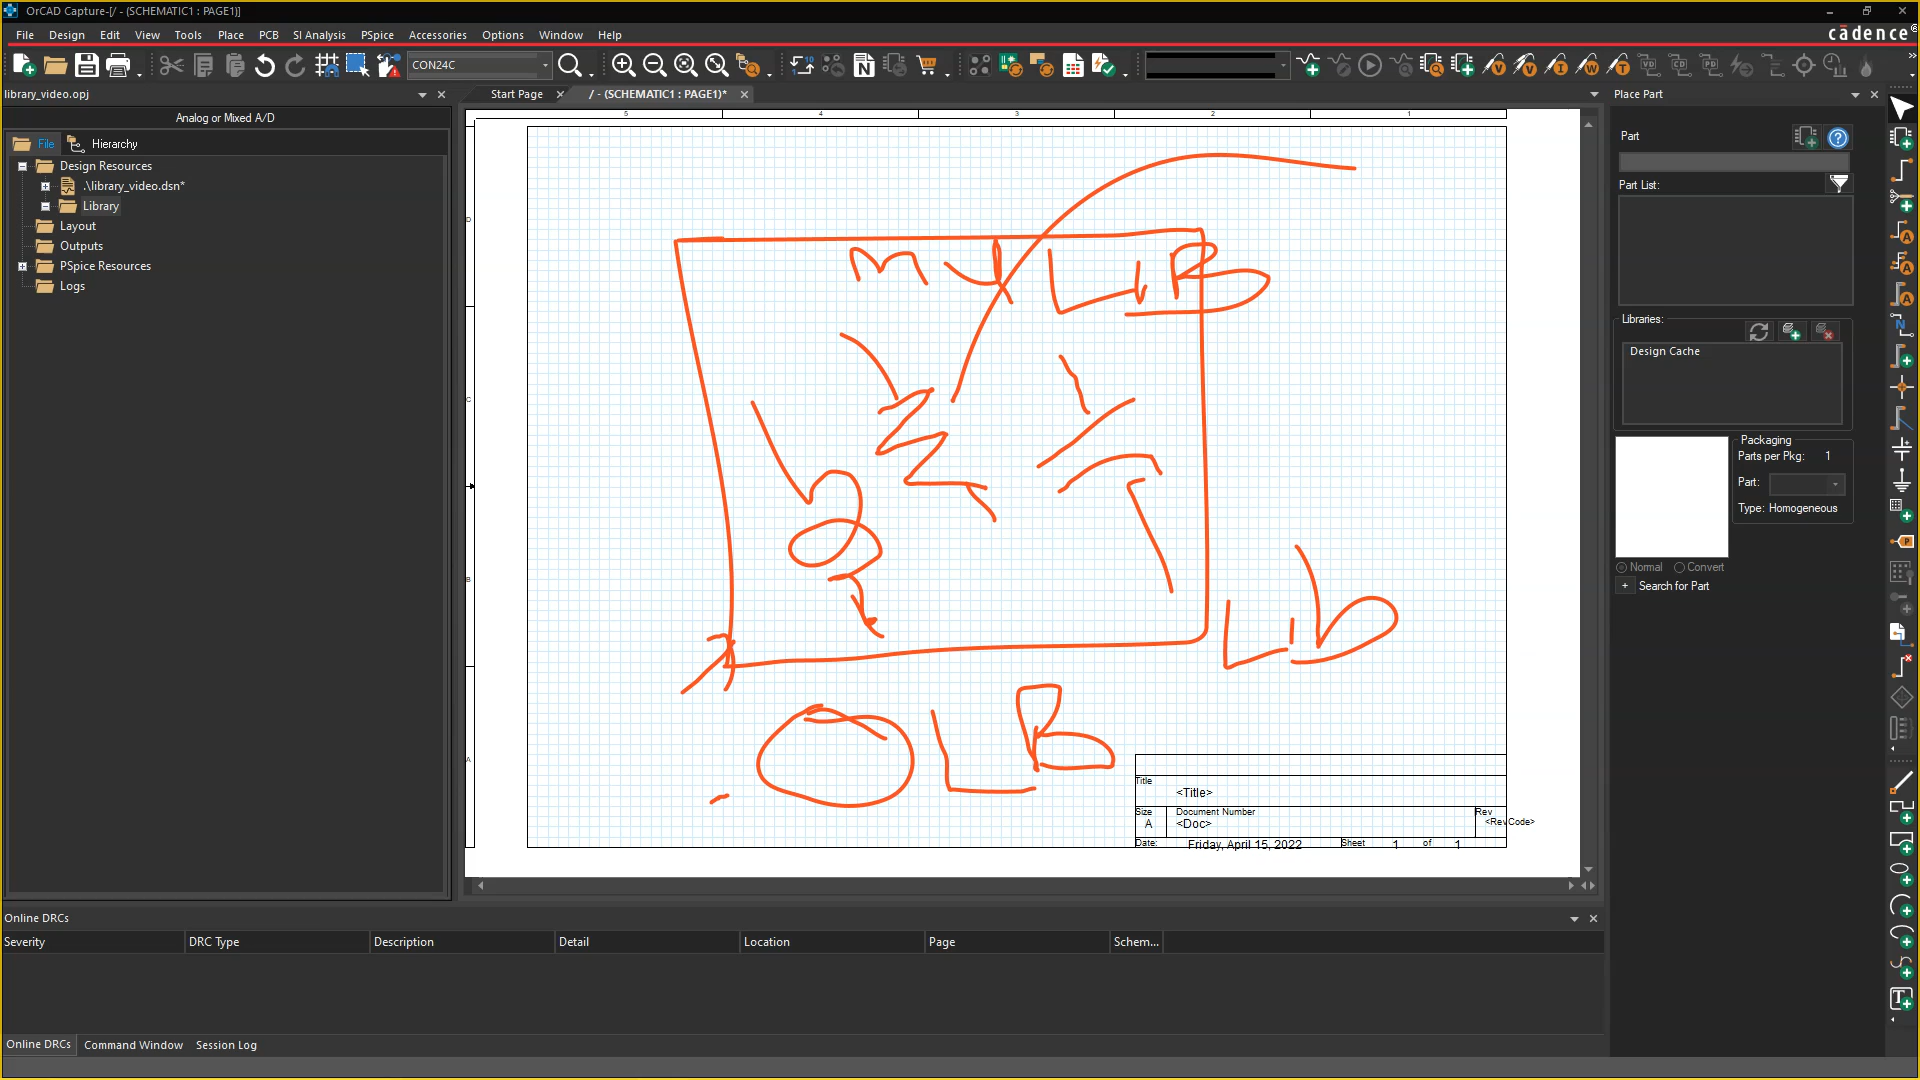 OrCAD Capture-[/ - (SCHEMATIC1 : PAGE1)]
File Design Edit View Tools Place PCB SI Analysis PSpice Accessories Options Window Help
cadence®
CON24C
library_video.opj
Start Page
/ - (SCHEMATIC1 : PAGE1)*
Place Part
Analog or Mixed A/D
File Hierarchy
Design Resources
.\library_video.dsn*
Library
Layout
Outputs
PSpice Resources
Logs
5 4 3 2 1
D
C
B
A
my LIB
Lib
OLB
Title
<Title>
Size Document Number Rev
A <Doc> <RevCode>
Date: Friday, April 15, 2022 Sheet 1 of 1
Part
Part List:
Libraries:
Design Cache
Packaging
Parts per Pkg: 1
Part:
Type: Homogeneous
Normal Convert
+ Search for Part
Online DRCs
Severity DRC Type Description Detail Location Page Schem...
Online DRCs Command Window Session Log